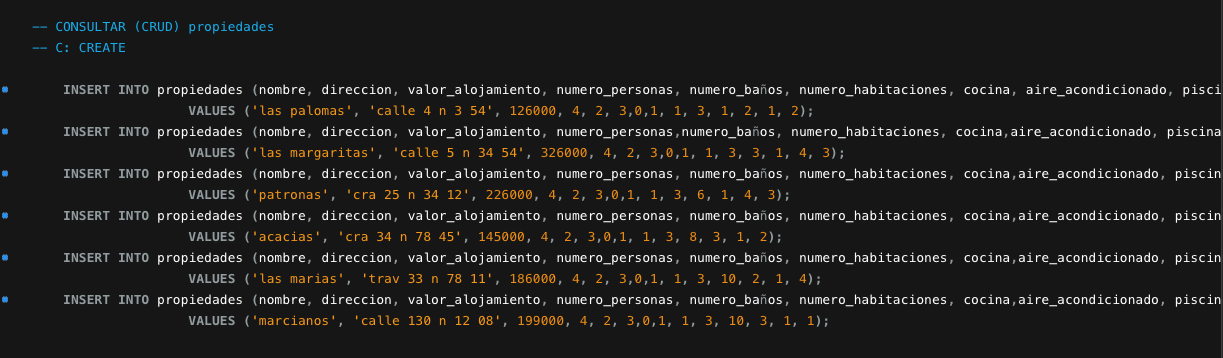 -- CONSULTAR (CRUD) propiedades
-- C: CREATE
INSERT INTO propiedades (nombre, direccion, valor_alojamiento, numero_personas, numero_baños, numero_habitaciones, cocina, aire_acondicionado, pisci
VALUES ('las palomas', 'calle 4 n 3 54', 126000, 4, 2, 3,0,1, 1, 3, 1, 2, 1, 2);
INSERT INTO propiedades (nombre, direccion, valor_alojamiento, numero_personas,numero_baños, numero_habitaciones, cocina,aire_acondicionado, piscina
VALUES ('las margaritas', 'calle 5 n 34 54', 326000, 4, 2, 3,0,1, 1, 3, 3, 1, 4, 3);
INSERT INTO propiedades (nombre, direccion, valor_alojamiento, numero_personas, numero_baños, numero_habitaciones, cocina,aire_acondicionado, piscin
VALUES ('patronas', 'cra 25 n 34 12', 226000, 4, 2, 3,0,1, 1, 3, 6, 1, 4, 3);
INSERT INTO propiedades (nombre, direccion, valor_alojamiento, numero_personas, numero_baños, numero_habitaciones, cocina,aire_acondicionado, piscin
VALUES ('acacias', 'cra 34 n 78 45', 145000, 4, 2, 3,0,1, 1, 3, 8, 3, 1, 2);
INSERT INTO propiedades (nombre, direccion, valor_alojamiento, numero_personas, numero_baños, numero_habitaciones, cocina,aire_acondicionado, piscin
VALUES ('las marias', 'trav 33 n 78 11', 186000, 4, 2, 3,0,1, 1, 3, 10, 2, 1, 4);
INSERT INTO propiedades (nombre, direccion, valor_alojamiento, numero_personas, numero_baños, numero_habitaciones, cocina,aire_acondicionado, piscin
VALUES ('marcianos', 'calle 130 n 12 08', 199000, 4, 2, 3,0,1, 1, 3, 10, 3, 1, 1);